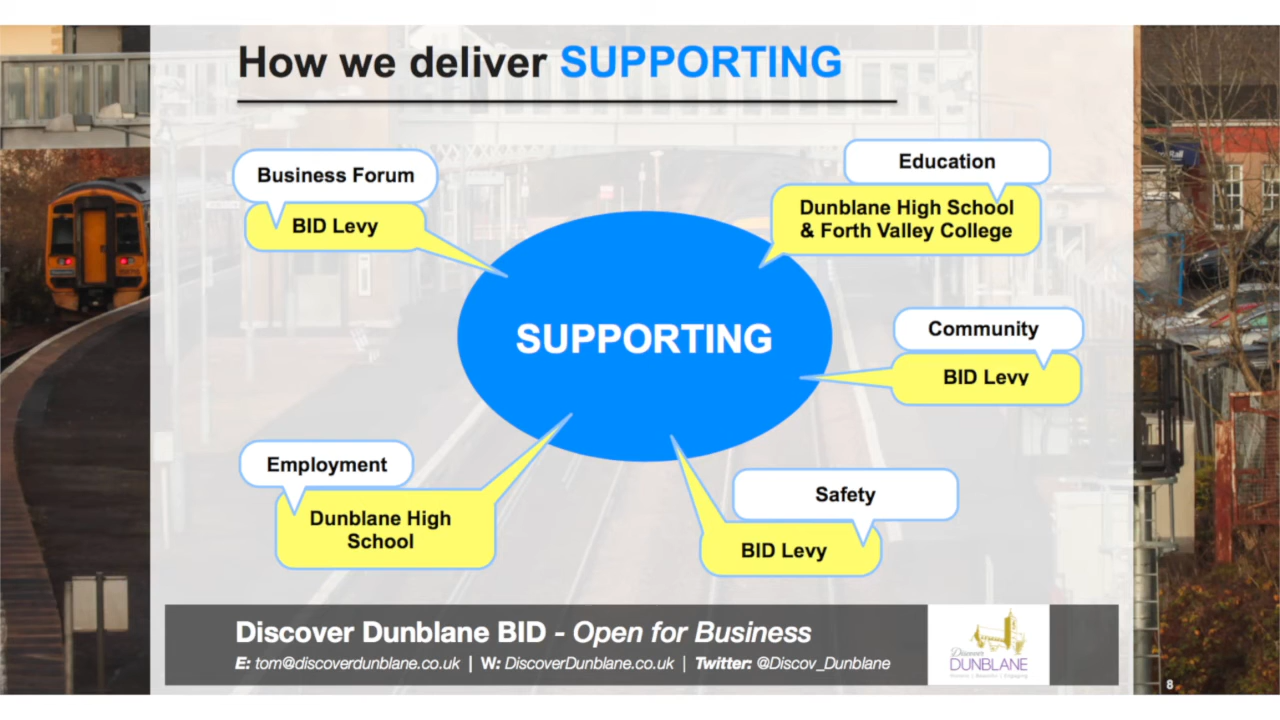 How we deliver SUPPORTING
Business Forum
BID Levy
Education
Dunblane High School
& Forth Valley College
SUPPORTING
Community
BID Levy
Employment
Dunblane High
School
Safety
BID Levy
Discover Dunblane BID - Open for Business
E: tom@discoverdunblane.co.uk | W: DiscoverDunblane.co.uk | Twitter: @Discov_Dunblane
Discover
DUNBLANE
8